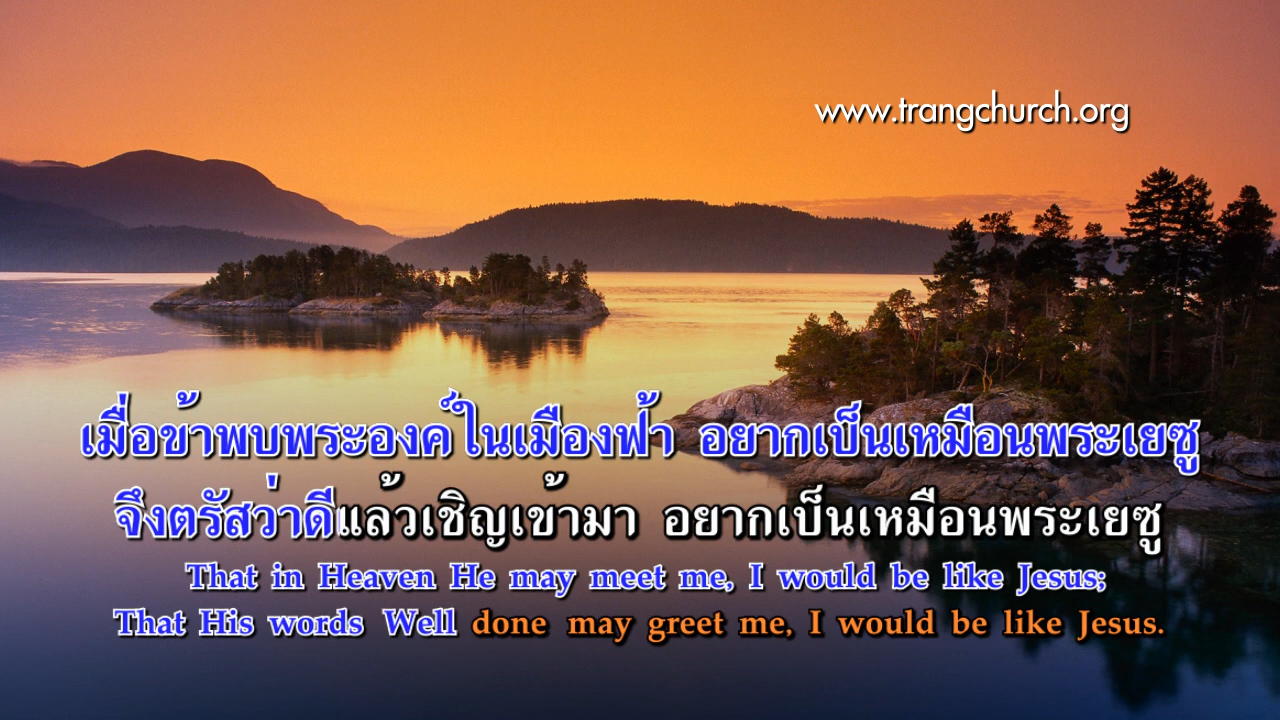 www.trangchurch.org
เมื่อข้าพบพระองค์ในเมืองฟ้า อยากเป็นเหมือนพระเยซู
จึงตรัสว่าดีแล้วเชิญเข้ามา อยากเป็นเหมือนพระเยซู
That in Heaven He may meet me, I would be like Jesus;
That His words Well done may greet me, I would be like Jesus.